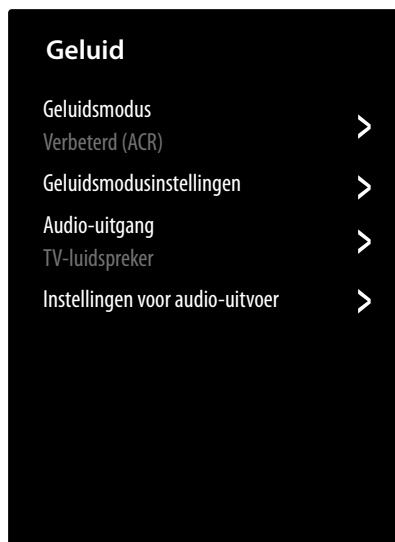 Geluid
Geluidsmodus
Verbeterd (ACR)
Geluidsmodusinstellingen
Audio-uitgang
TV-luidspreker
Instellingen voor audio-uitvoer